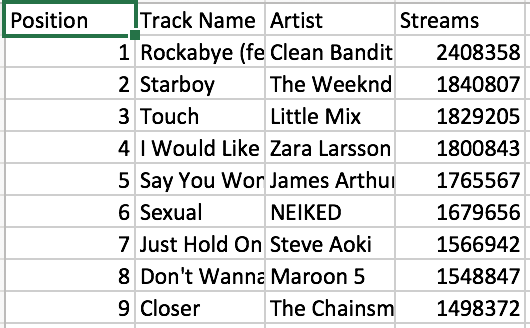 Position Track Name Artist Streams
1 Rockabye (fe Clean Bandit 2408358
2 Starboy The Weeknd 1840807
3 Touch Little Mix 1829205
4 I Would Like Zara Larsson 1800843
5 Say You Won James Arthur 1765567
6 Sexual NEIKED 1679656
7 Just Hold On Steve Aoki 1566942
8 Don't Wanna Maroon 5 1548847
9 Closer The Chainsm 1498372